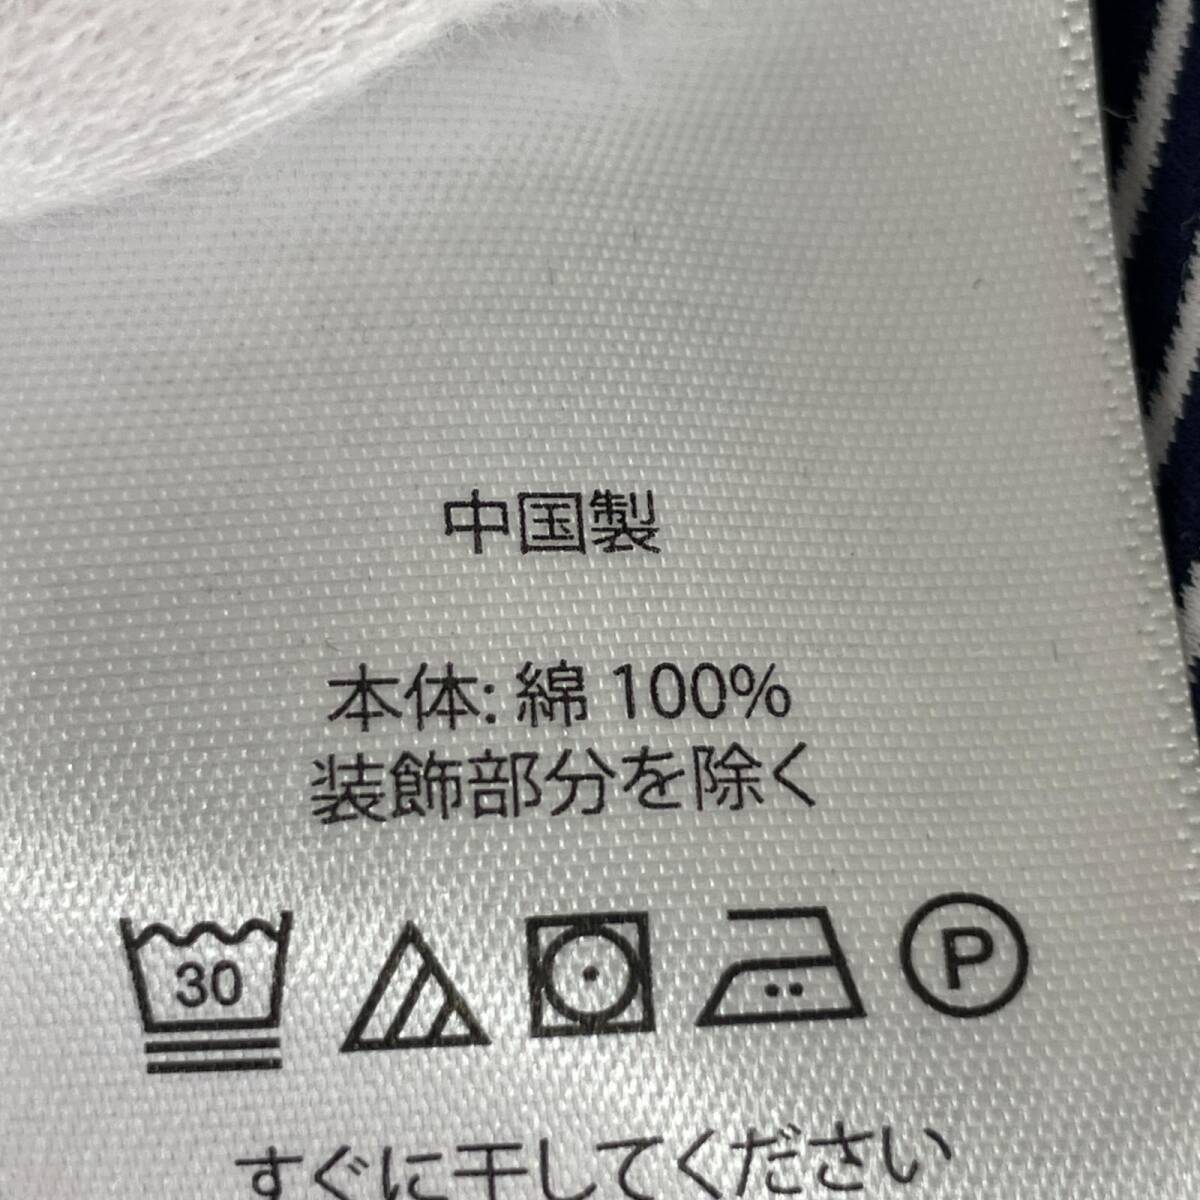 中国製
本体: 綿 100%
装飾部分を除く
30 P
すぐに干してください